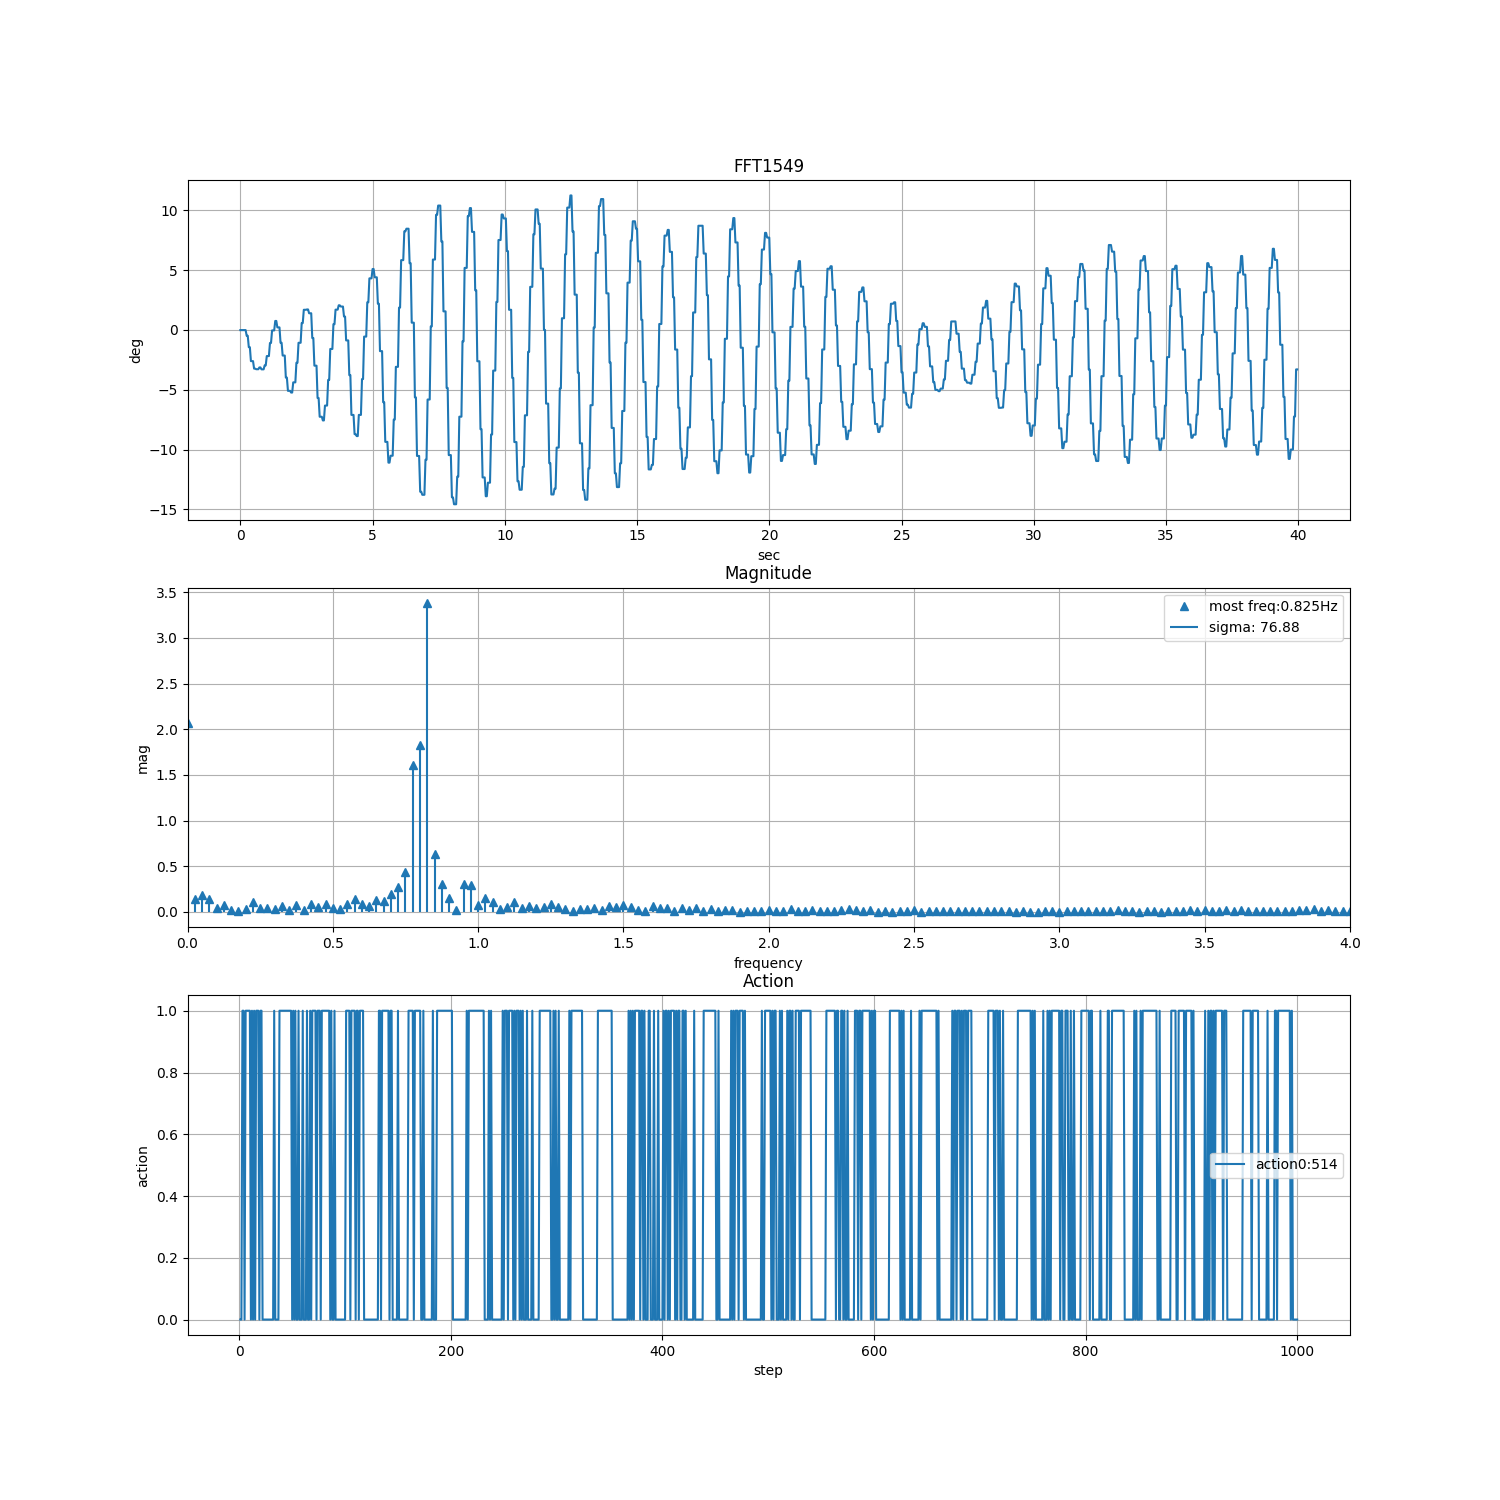 FFT1549
10
5
0
−5
−10
−15
deg
0 5 10 15 20 25 30 35 40
sec
Magnitude
3.5
3.0
2.5
2.0
1.5
1.0
0.5
0.0
mag
most freq:0.825Hz
sigma: 76.88
0.0 0.5 1.0 1.5 2.0 2.5 3.0 3.5 4.0
frequency
Action
1.0
0.8
0.6
0.4
0.2
0.0
action
action0:514
0 200 400 600 800 1000
step